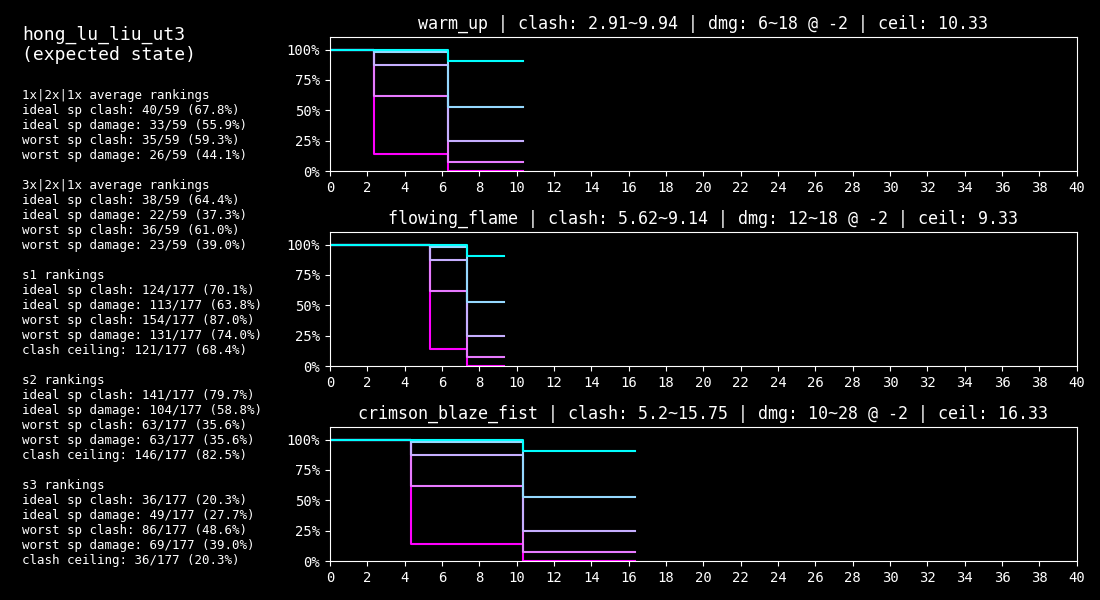 hong_lu_liu_ut3
(expected state)
1x|2x|1x average rankings
ideal sp clash: 40/59 (67.8%)
ideal sp damage: 33/59 (55.9%)
worst sp clash: 35/59 (59.3%)
worst sp damage: 26/59 (44.1%)
3x|2x|1x average rankings
ideal sp clash: 38/59 (64.4%)
ideal sp damage: 22/59 (37.3%)
worst sp clash: 36/59 (61.0%)
worst sp damage: 23/59 (39.0%)
s1 rankings
ideal sp clash: 124/177 (70.1%)
ideal sp damage: 113/177 (63.8%)
worst sp clash: 154/177 (87.0%)
worst sp damage: 131/177 (74.0%)
clash ceiling: 121/177 (68.4%)
s2 rankings
ideal sp clash: 141/177 (79.7%)
ideal sp damage: 104/177 (58.8%)
worst sp clash: 63/177 (35.6%)
worst sp damage: 63/177 (35.6%)
clash ceiling: 146/177 (82.5%)
s3 rankings
ideal sp clash: 36/177 (20.3%)
ideal sp damage: 49/177 (27.7%)
worst sp clash: 86/177 (48.6%)
worst sp damage: 69/177 (39.0%)
clash ceiling: 36/177 (20.3%)
warm_up | clash: 2.91~9.94 | dmg: 6~18 @ -2 | ceil: 10.33
100%
75%
50%
25%
0%
0 2 4 6 8 10 12 14 16 18 20 22 24 26 28 30 32 34 36 38 40
flowing_flame | clash: 5.62~9.14 | dmg: 12~18 @ -2 | ceil: 9.33
100%
75%
50%
25%
0%
0 2 4 6 8 10 12 14 16 18 20 22 24 26 28 30 32 34 36 38 40
crimson_blaze_fist | clash: 5.2~15.75 | dmg: 10~28 @ -2 | ceil: 16.33
100%
75%
50%
25%
0%
0 2 4 6 8 10 12 14 16 18 20 22 24 26 28 30 32 34 36 38 40